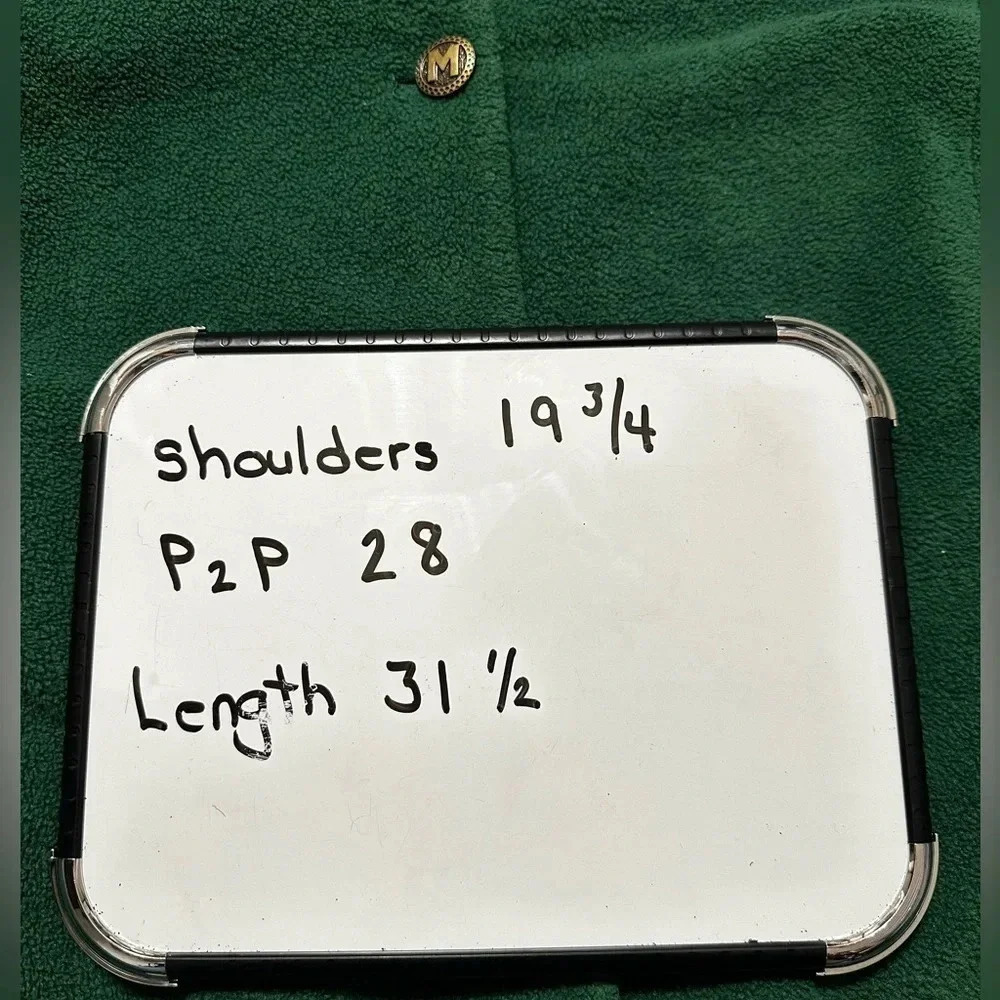 M
shoulders 19 3/4
P2P 28
Length 31 1/2